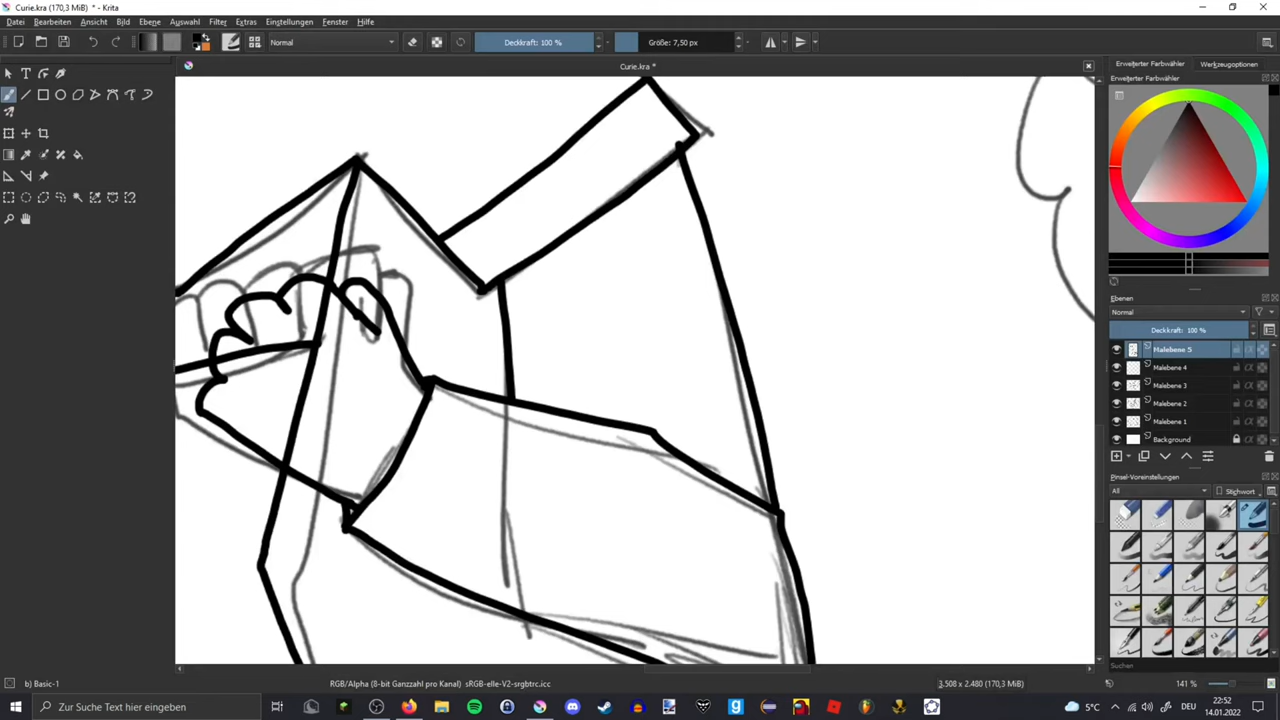 Curie.kra (170,3 MiB) * - Krita
Datei Bearbeiten Ansicht Bild Ebene Auswahl Filter Extras Einstellungen Fenster Hilfe
Normal Deckkraft: 100 % Größe: 7,50 px
Curie.kra *
Erweiterter Farbwähler Werkzeugoptionen
Erweiterter Farbwähler
Ebenen
Normal
Deckkraft: 100 %
Malebene 5
Malebene 4
Malebene 3
Malebene 2
Malebene 1
Background
Pinsel-Voreinstellungen
All Stichwort
Suchen
b) Basic-1 RGB/Alpha (8-bit Ganzzahl pro Kanal) sRGB-elle-V2-srgbtrc.icc 3.508 x 2.480 (170,3 MiB) 141 %
Zur Suche Text hier eingeben 5°C 22:52
14.01.2022